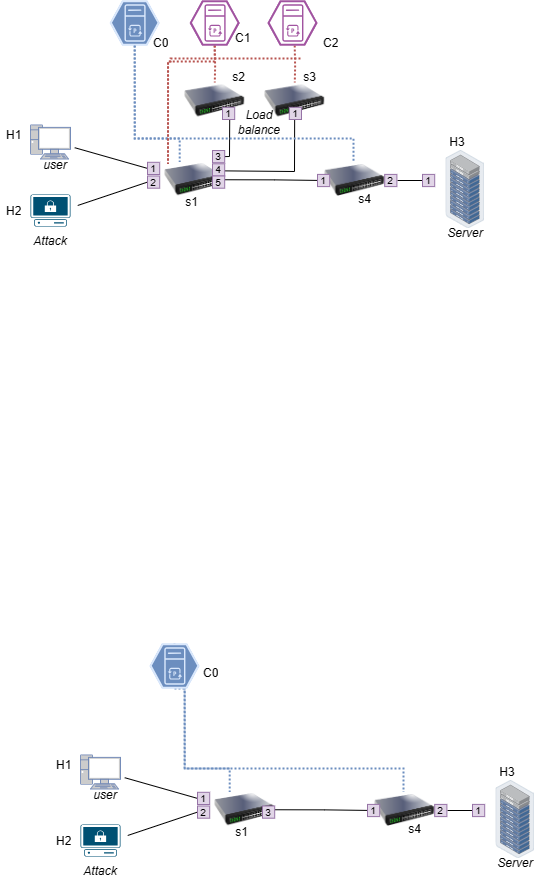 C0
C1
C2
s2
s3
1
1
Load
balance
H1
user
1
2
3
4
5
s1
H2
Attack
1
2
s4
1
H3
Server
C0
H1
user
1
2
3
s1
H2
Attack
1
2
s4
1
H3
Server